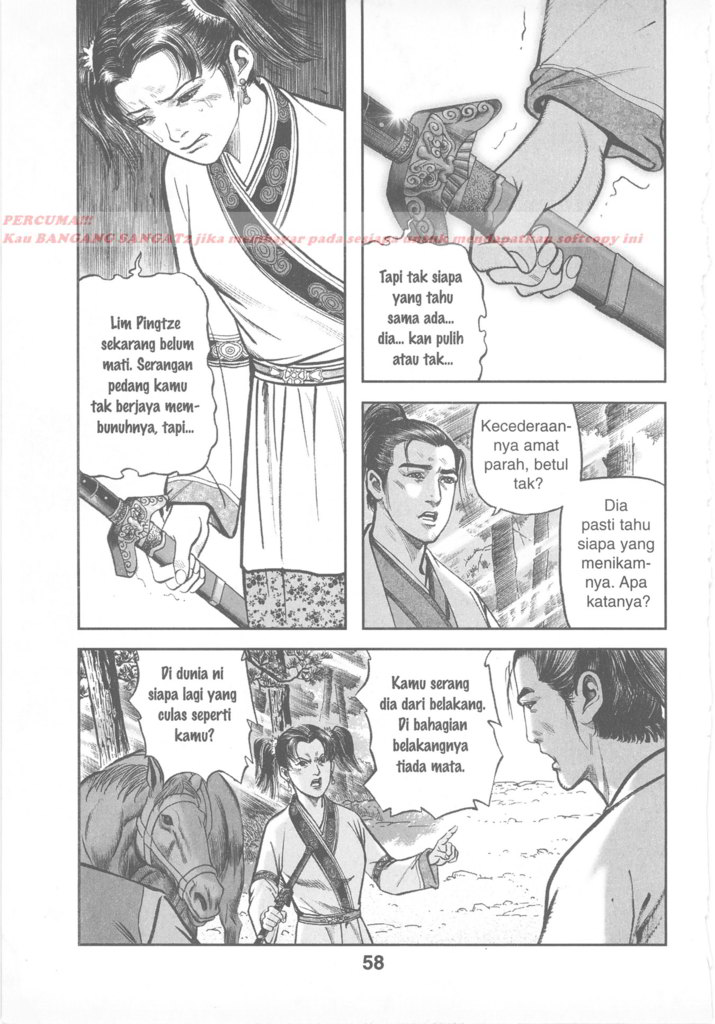 PERCUMA!!!
Kau BANGANG SANGAT2 jika membayar pada sesiapa untuk mendapatkan softcopy ini
Lim Pingtze
sekarang belum
mati. Serangan
pedang kamu
tak berjaya mem-
bunuhnya, tapi...
Tapi tak siapa
yang tahu
sama ada...
dia... kan pulih
atau tak...
Kecederaan-
nya amat
parah, betul
tak?
Dia
pasti tahu
siapa yang
menikam-
nya. Apa
katanya?
Di dunia ni
siapa lagi yang
culas seperti
kamu?
Kamu serang
dia dari belakang.
Di bahagian
belakangnya
tiada mata.
58